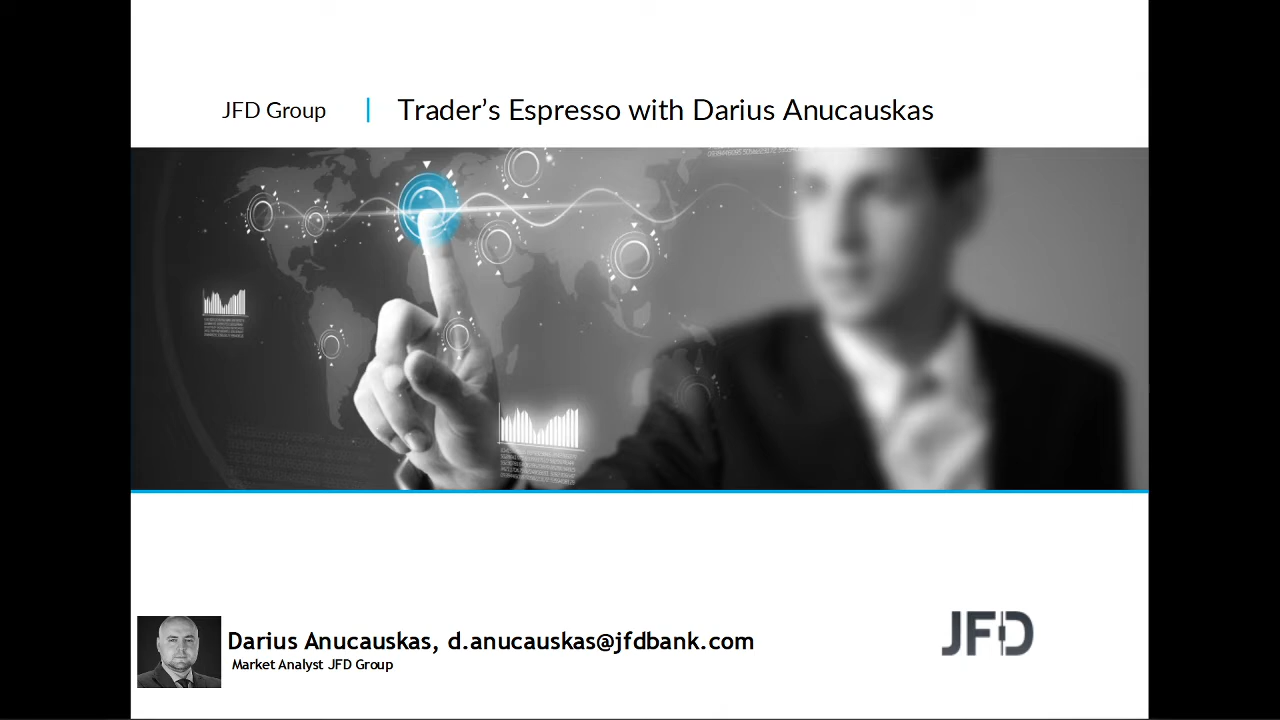 JFD Group
Trader’s Espresso with Darius Anucauskas
Darius Anucauskas, d.anucauskas@jfdbank.com
Market Analyst JFD Group
JFD